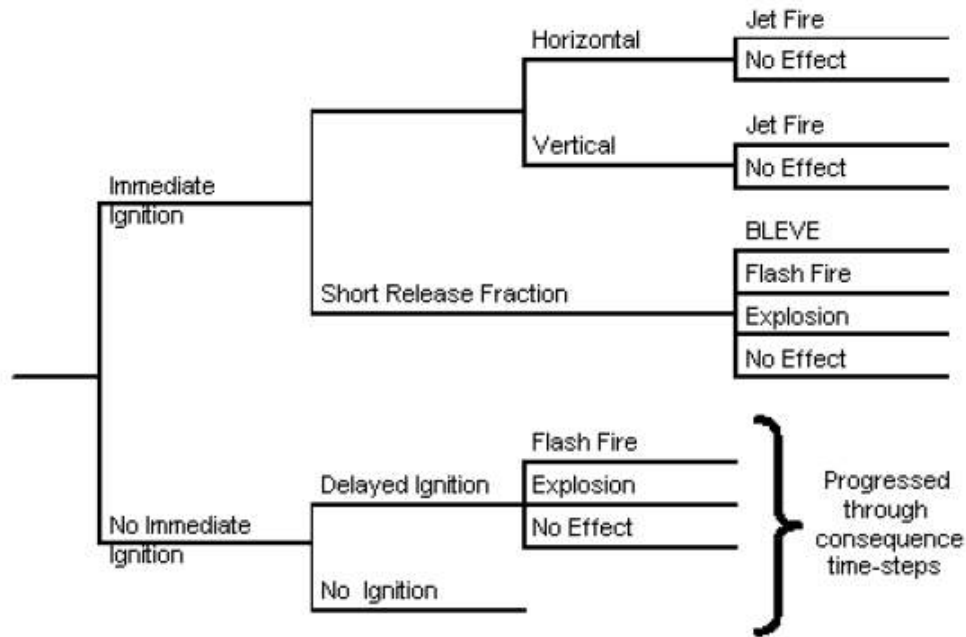 Jet Fire
Horizontal
No Effect
Jet Fire
Vertical
No Effect
Immediate
Ignition
BLEVE
Flash Fire
Short Release Fraction
Explosion
No Effect
Flash Fire
Delayed Ignition
Explosion
No Effect
No Immediate
Ignition
No Ignition
Progressed
through
consequence
time-steps